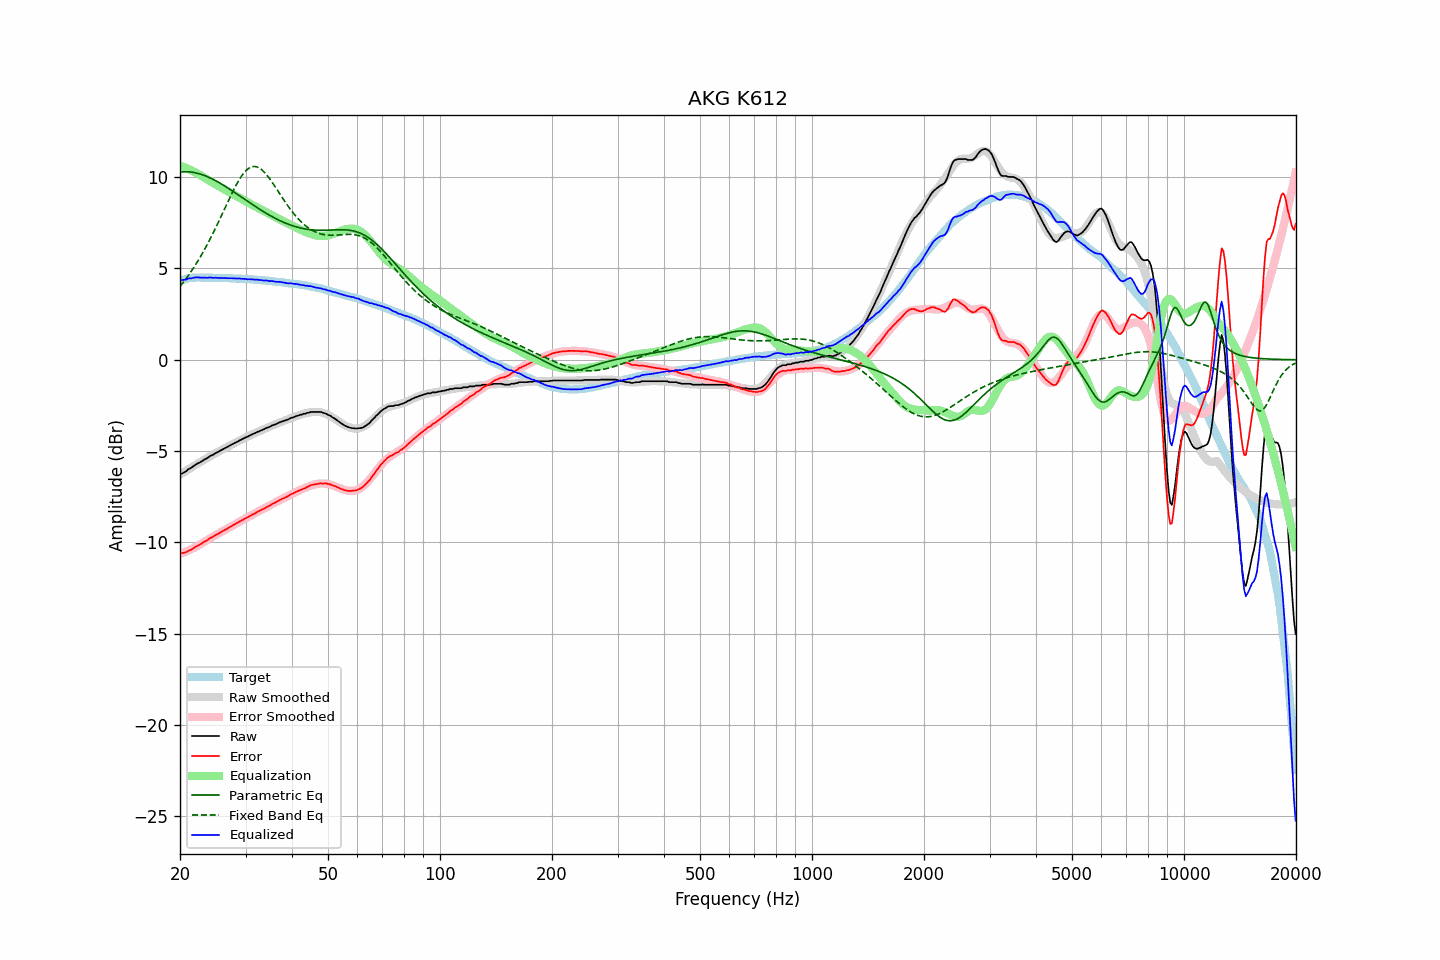 AKG K612
Amplitude (dBr)
10
5
0
−5
−10
−15
−20
−25
Target
Raw Smoothed
Error Smoothed
Raw
Error
Equalization
Parametric Eq
Fixed Band Eq
Equalized
20 50 100 200 500 1000 2000 5000 10000 20000
Frequency (Hz)